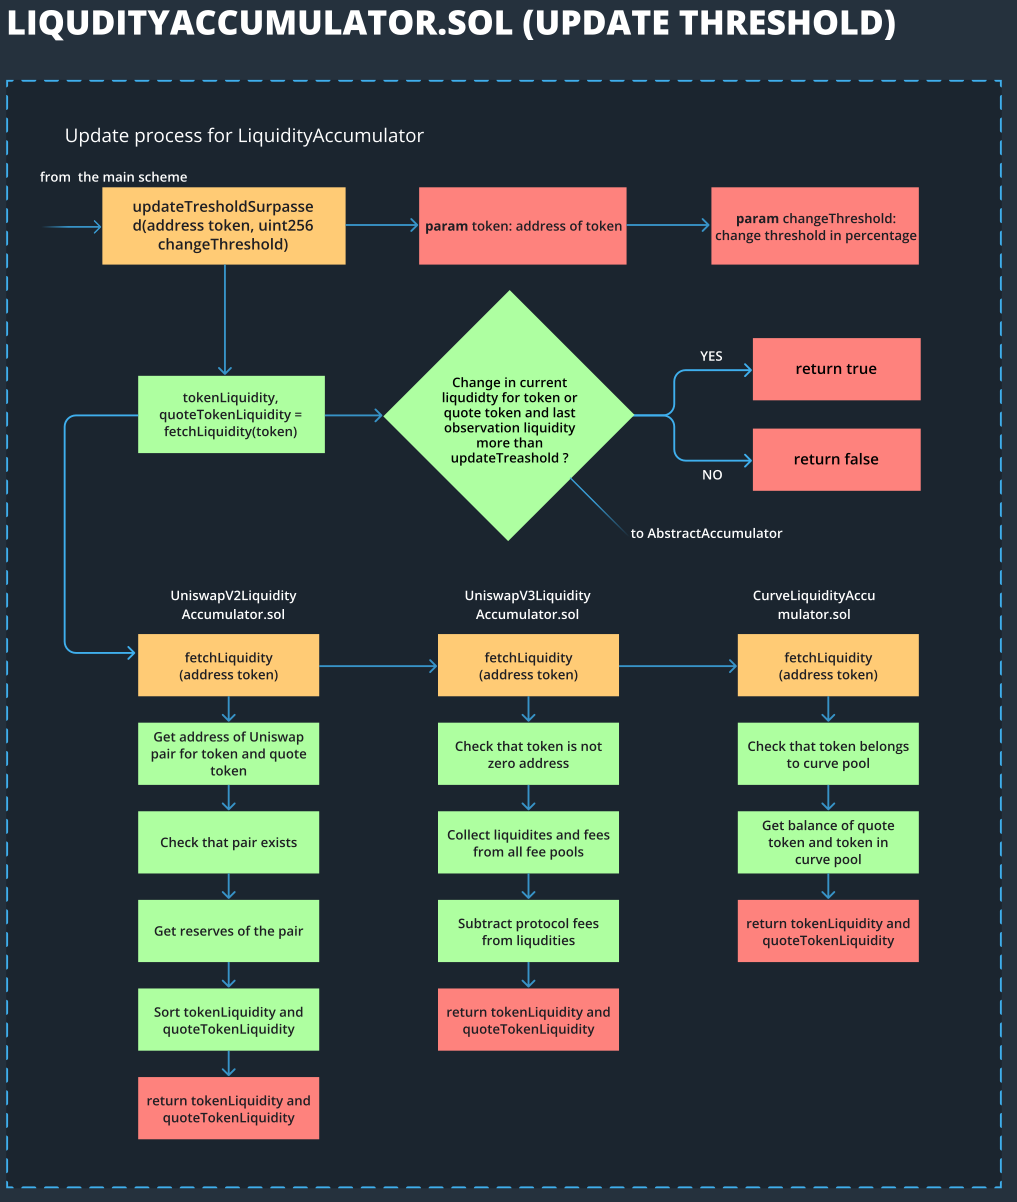 LIQUDITYACCUMULATOR.SOL (UPDATE THRESHOLD)
Update process for LiquidityAccumulator
from the main scheme
updateTresholdSurpasse
d(address token, uint256
changeThreshold)
param token: address of token
param changeThreshold:
change threshold in percentage
tokenLiquidity,
quoteTokenLiquidity =
fetchLiquidity(token)
Change in current
liqudidty for token or
quote token and last
observation liquidity
more than
updateTreashold ?
YES
return true
NO
return false
to AbstractAccumulator
UniswapV2Liquidity
Accumulator.sol
fetchLiquidity
(address token)
Get address of Uniswap
pair for token and quote
token
Check that pair exists
Get reserves of the pair
Sort tokenLiquidity and
quoteTokenLiquidity
return tokenLiquidity and
quoteTokenLiquidity
UniswapV3Liquidity
Accumulator.sol
fetchLiquidity
(address token)
Check that token is not
zero address
Collect liquidites and fees
from all fee pools
Subtract protocol fees
from liqudities
return tokenLiquidity and
quoteTokenLiquidity
CurveLiquidityAccu
mulator.sol
fetchLiquidity
(address token)
Check that token belongs
to curve pool
Get balance of quote
token and token in
curve pool
return tokenLiquidity and
quoteTokenLiquidity